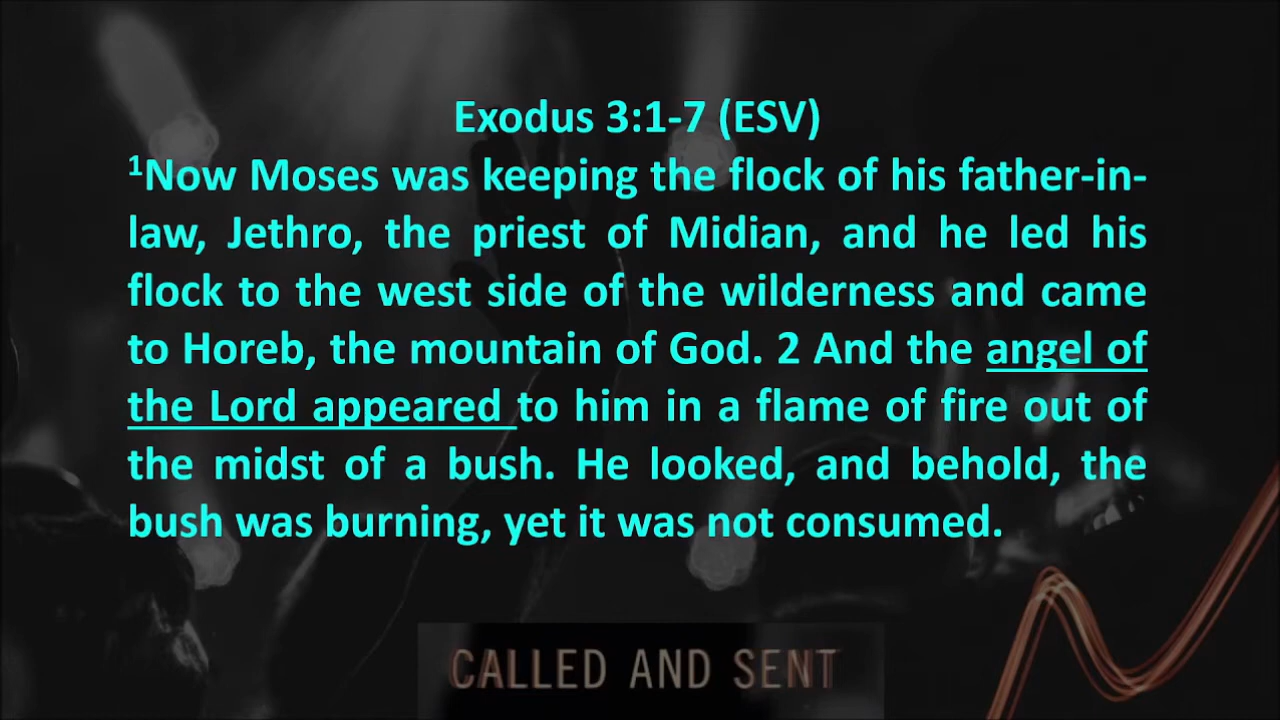 Exodus 3:1-7 (ESV)
¹Now Moses was keeping the flock of his father-in-
law, Jethro, the priest of Midian, and he led his
flock to the west side of the wilderness and came
to Horeb, the mountain of God. 2 And the angel of
the Lord appeared to him in a flame of fire out of
the midst of a bush. He looked, and behold, the
bush was burning, yet it was not consumed.
CALLED AND SENT